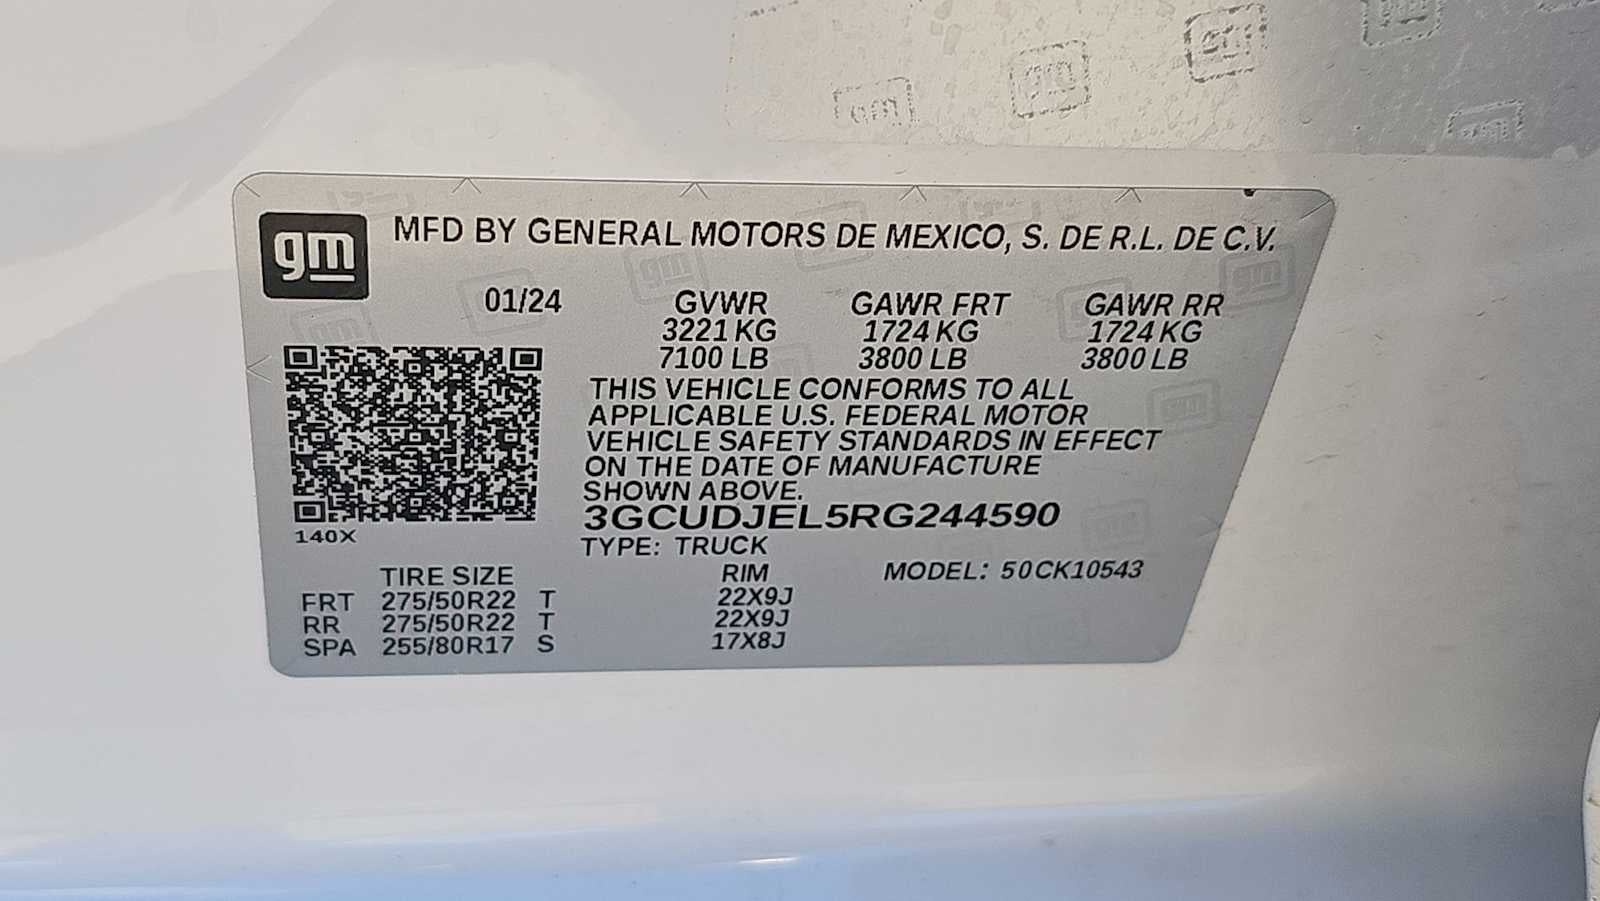 gm MFD BY GENERAL MOTORS DE MEXICO, S. DE R.L. DE C.V.
01/24 GVWR GAWR FRT GAWR RR
3221 KG 1724 KG 1724 KG
7100 LB 3800 LB 3800 LB
THIS VEHICLE CONFORMS TO ALL
APPLICABLE U.S. FEDERAL MOTOR
VEHICLE SAFETY STANDARDS IN EFFECT
ON THE DATE OF MANUFACTURE
SHOWN ABOVE.
3GCUDJEL5RG244590
140X
TYPE: TRUCK
TIRE SIZE RIM MODEL: 50CK10543
FRT 275/50R22 T 22X9J
RR 275/50R22 T 22X9J
SPA 255/80R17 S 17X8J